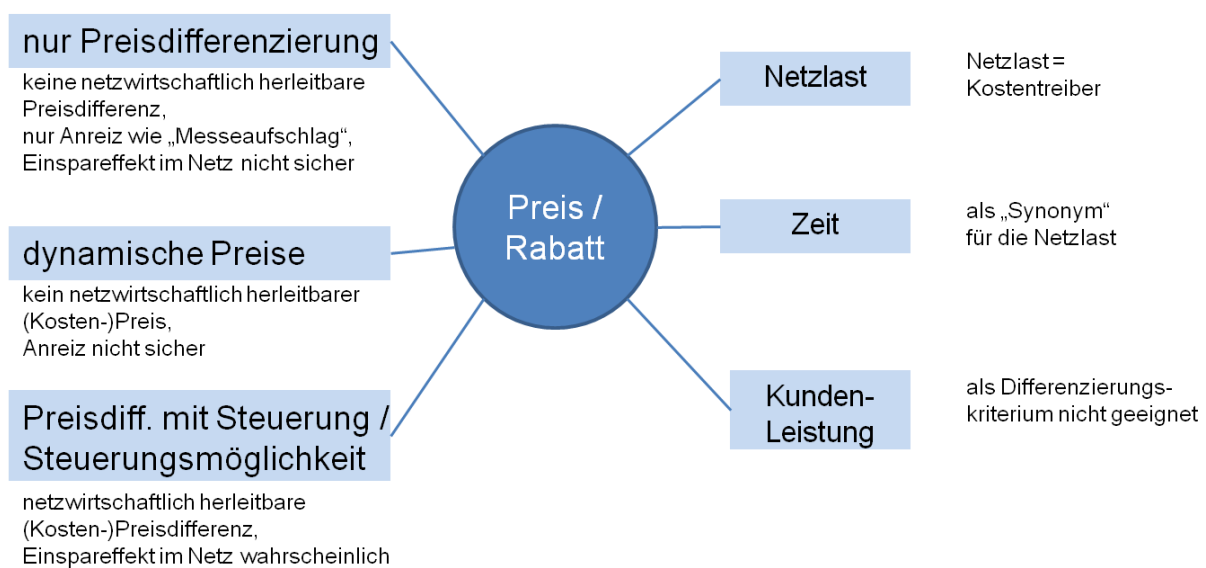 nur Preisdifferenzierung
keine netzwirtschaftlich herleitbare
Preisdifferenz,
nur Anreiz wie „Messeaufschlag“,
Einspareffekt im Netz nicht sicher
dynamische Preise
kein netzwirtschaftlich herleitbarer
(Kosten-)Preis,
Anreiz nicht sicher
Preisdiff. mit Steuerung /
Steuerungsmöglichkeit
netzwirtschaftlich herleitbare
(Kosten-)Preisdifferenz,
Einspareffekt im Netz wahrscheinlich
Preis /
Rabatt
Netzlast
Netzlast =
Kostentreiber
Zeit
als „Synonym“
für die Netzlast
Kunden-
Leistung
als Differenzierungs-
kriterium nicht geeignet